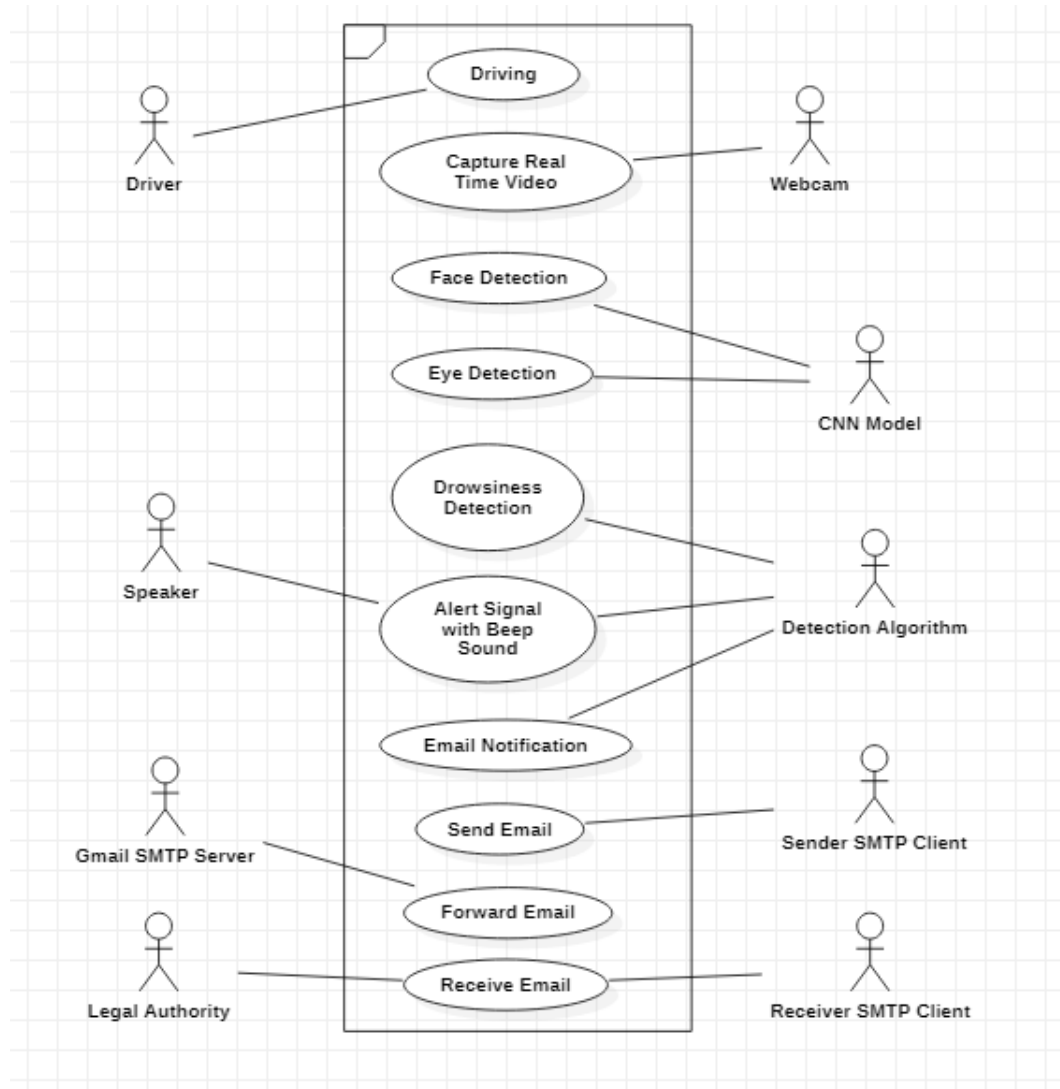 Driving
Driver
Capture Real
Time Video
Webcam
Face Detection
Eye Detection
CNN Model
Drowsiness
Detection
Speaker
Alert Signal
with Beep
Sound
Detection Algorithm
Email Notification
Send Email
Sender SMTP Client
Gmail SMTP Server
Forward Email
Receive Email
Legal Authority
Receiver SMTP Client